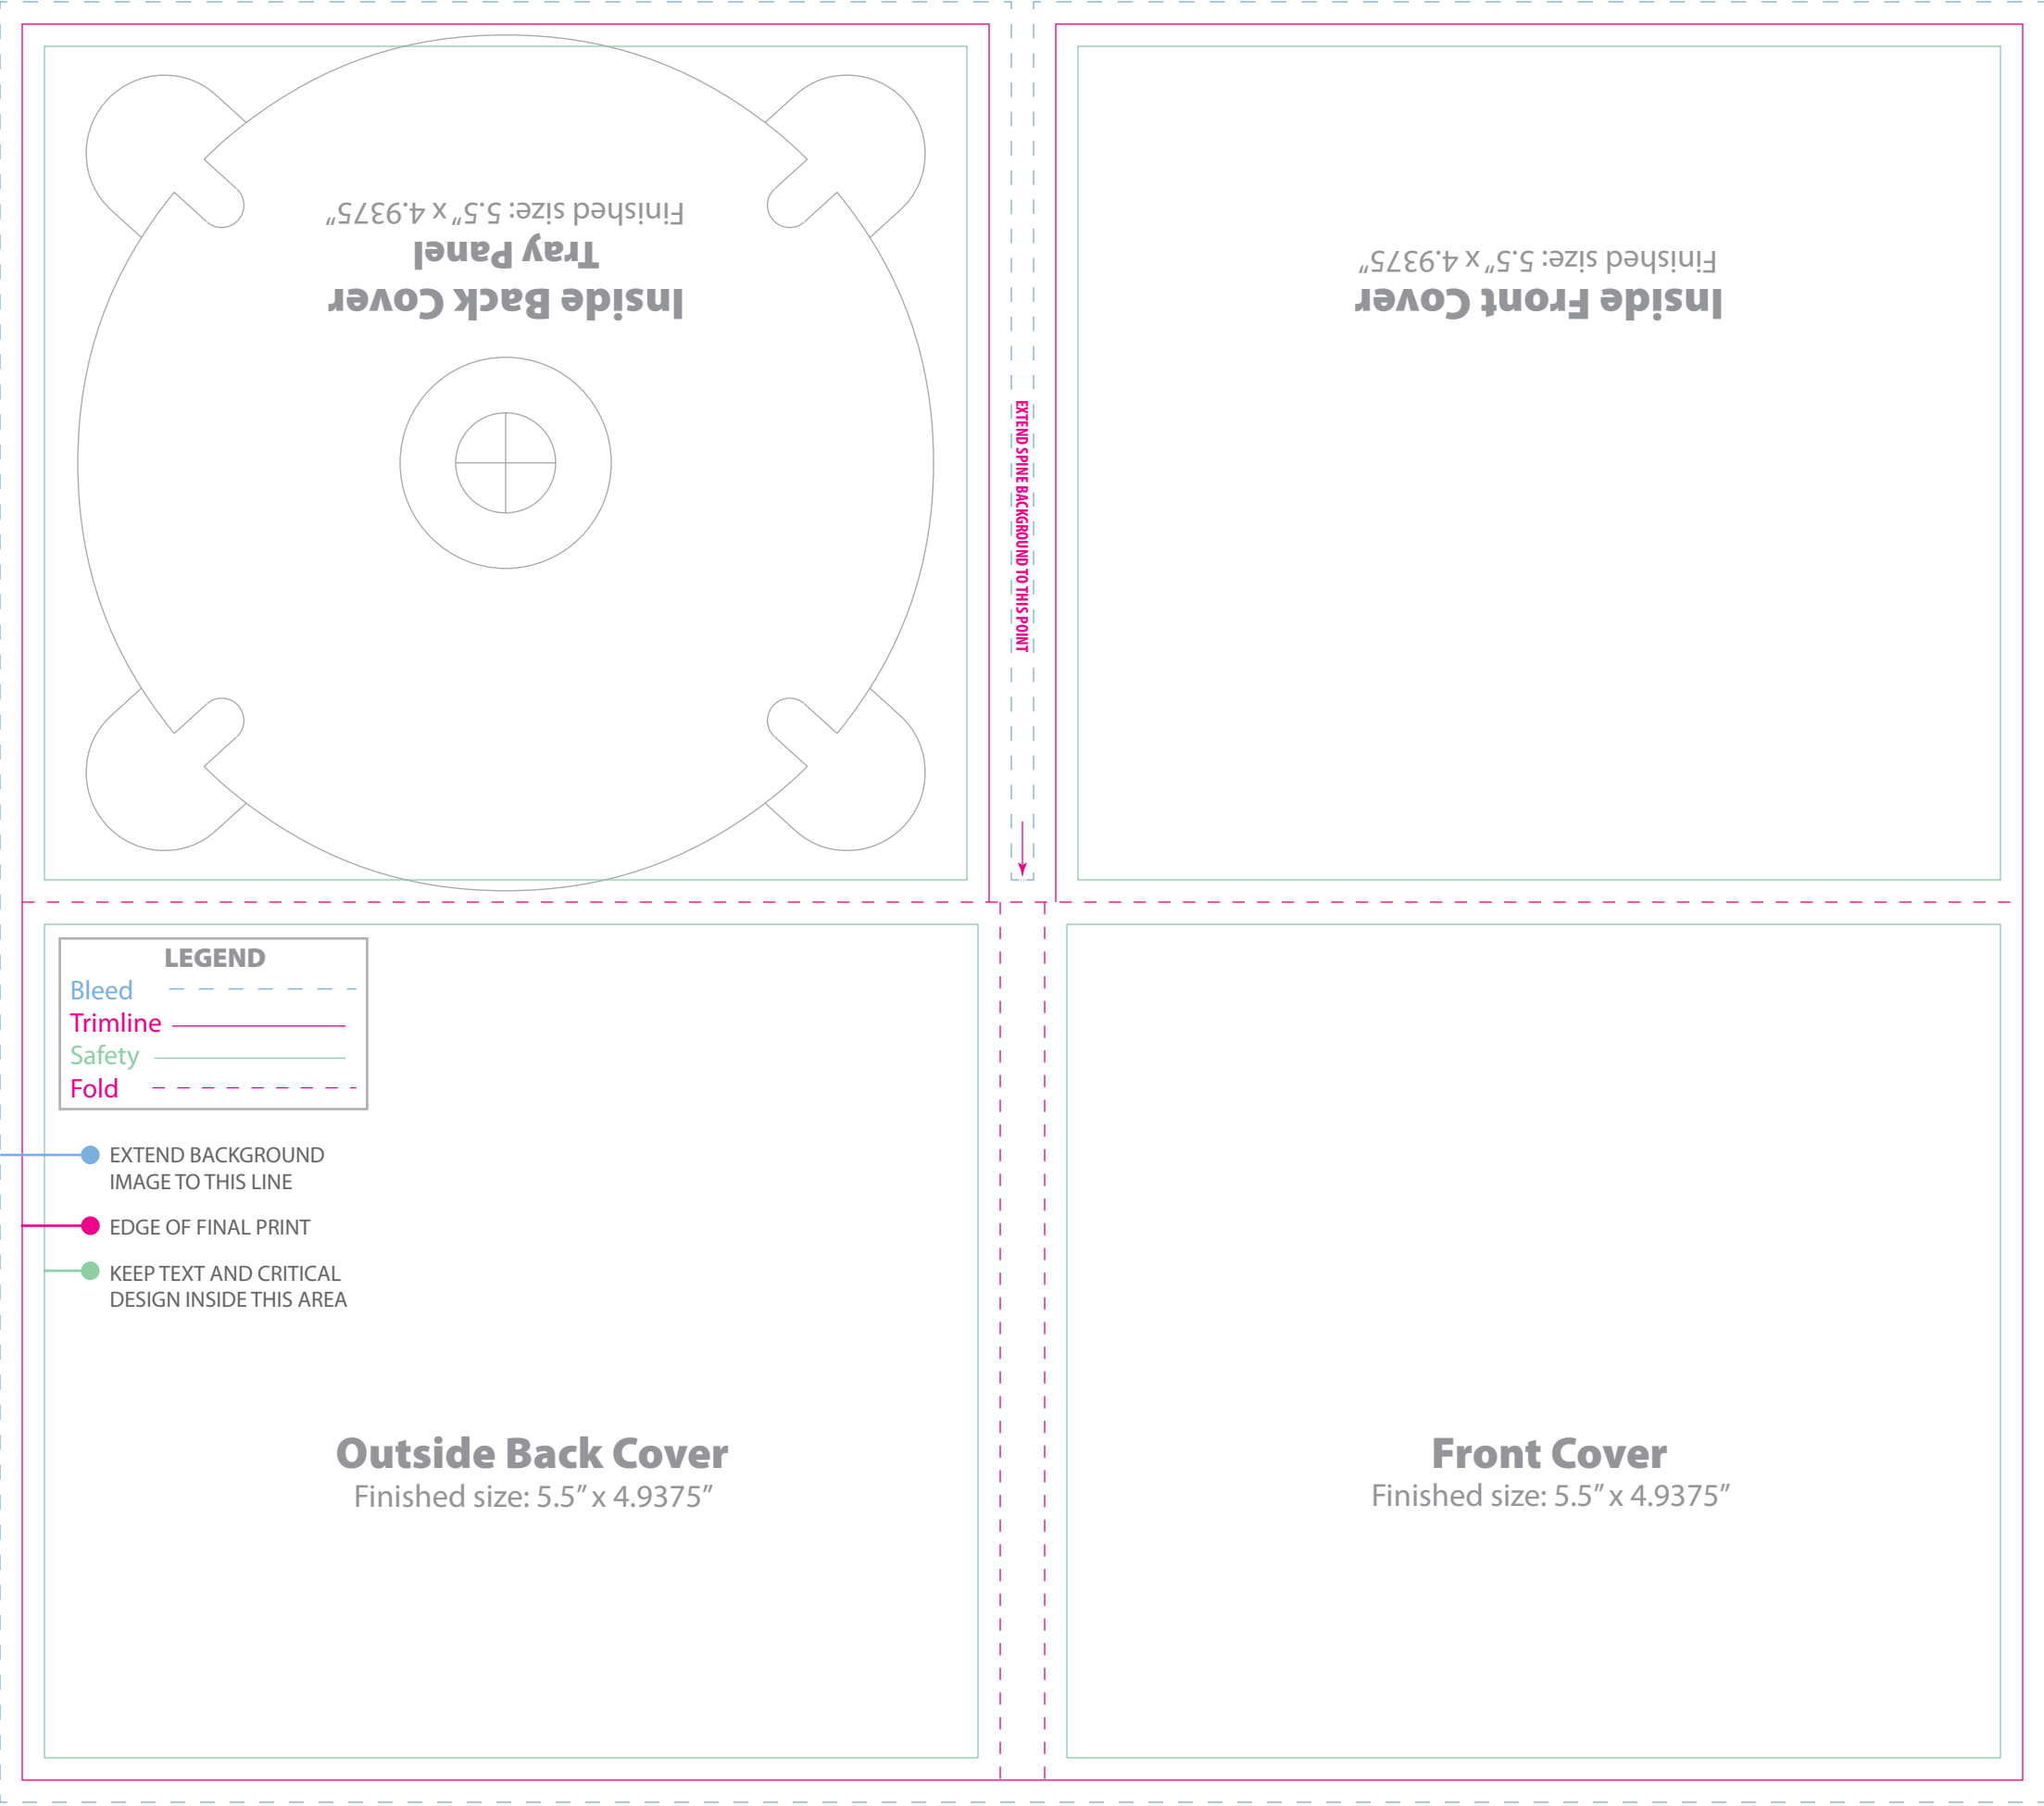 Inside Back Cover
Tray Panel
Finished size: 5.5” x 4.9375”
EXTEND SPINE BACKGROUND TO THIS POINT
Inside Front Cover
Finished size: 5.5” x 4.9375”
LEGEND
Bleed
Trimline
Safety
Fold
EXTEND BACKGROUND
IMAGE TO THIS LINE
EDGE OF FINAL PRINT
KEEP TEXT AND CRITICAL
DESIGN INSIDE THIS AREA
Outside Back Cover
Finished size: 5.5” x 4.9375”
Front Cover
Finished size: 5.5” x 4.9375”